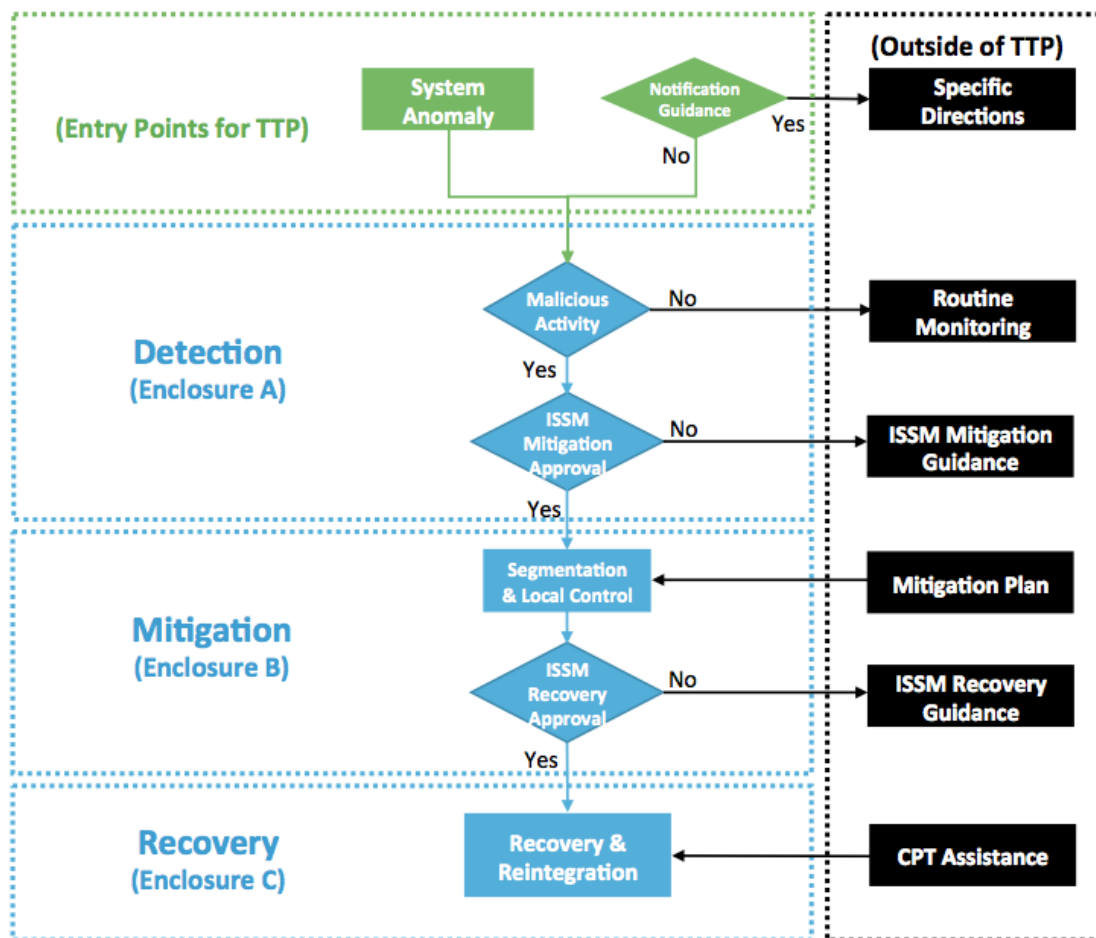 (Outside of TTP)
System
Anomaly
Notification
Guidance
Specific
Directions
(Entry Points for TTP)
Yes
No
Malicious
Activity
No
Routine
Monitoring
Detection
(Enclosure A)
Yes
ISSM
Mitigation
Approval
No
ISSM Mitigation
Guidance
Yes
Segmentation
& Local Control
Mitigation Plan
Mitigation
(Enclosure B)
ISSM
Recovery
Approval
No
ISSM Recovery
Guidance
Yes
Recovery
(Enclosure C)
Recovery &
Reintegration
CPT Assistance